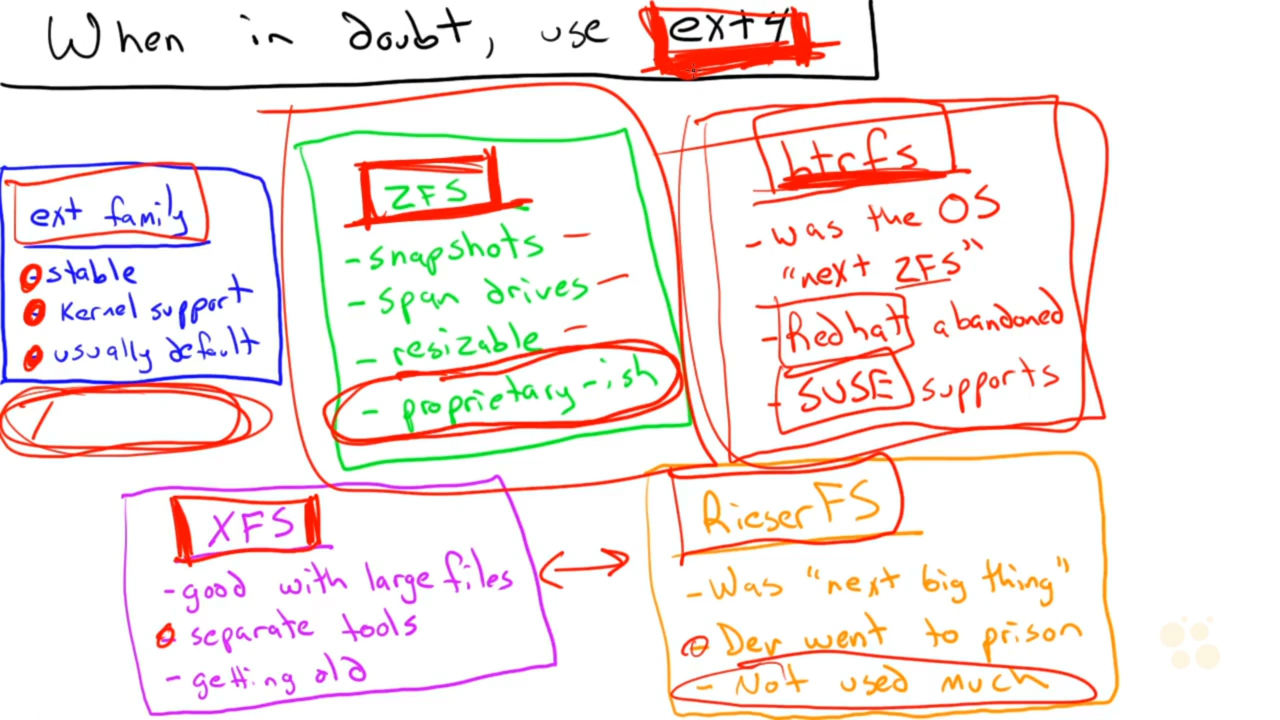 When in doubt, use ext4
ext family
-stable
- Kernel support
- usually default
ZFS
-snapshots
- span drives
- resizable
- proprietary-ish
btrfs
- was the OS
"next ZFS"
- Redhat abandoned
- SUSE supports
XFS
-good with large files
- separate tools
- getting old
RieserFS
- Was "next big thing"
- Dev went to prison
- Not used much